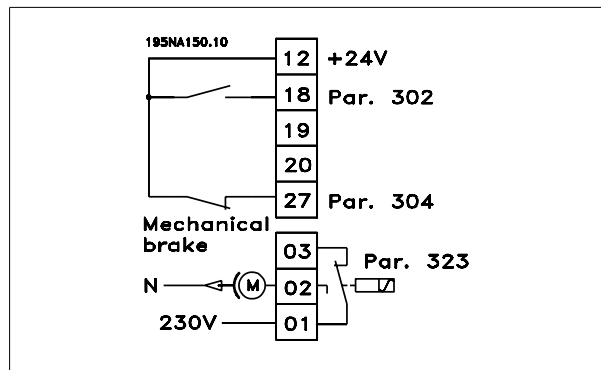 195NA150.10
12 +24V
18 Par. 302
19
20
27 Par. 304
Mechanical
brake
03
Par. 323
N M 02
230V 01